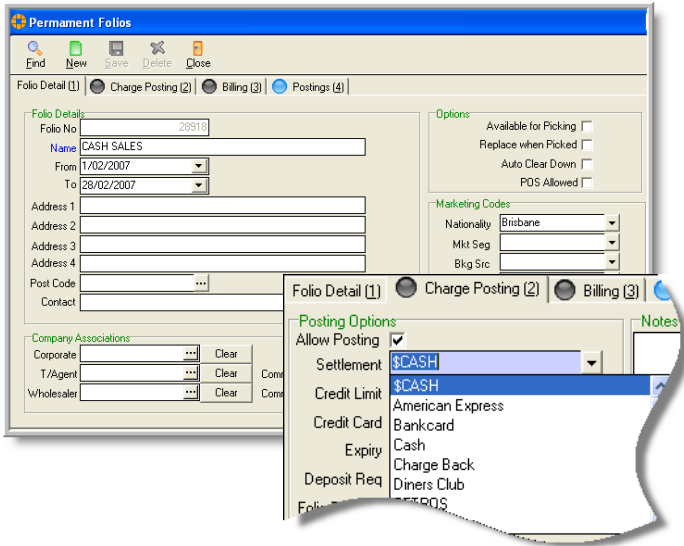 Permament Folios
Find New Save Delete Close
Folio Detail (1) Charge Posting (2) Billing (3) Postings (4)
Folio Details
Folio No 28918
Name CASH SALES
From 1/02/2007
To 28/02/2007
Address 1
Address 2
Address 3
Address 4
Post Code ...
Contact
Company Associations
Corporate ... Clear
T/Agent ... Clear
Wholesaler ... Clear
Options
Available for Picking
Replace when Picked
Auto Clear Down
POS Allowed
Marketing Codes
Nationality Brisbane
Mkt Seg
Bkg Src
Folio Detail (1) Charge Posting (2) Billing (3)
Posting Options
Allow Posting
Settlement $CASH
Credit Limit
Credit Card
Expiry
Deposit Req
$CASH
American Express
Bankcard
Cash
Charge Back
Diners Club
Notes